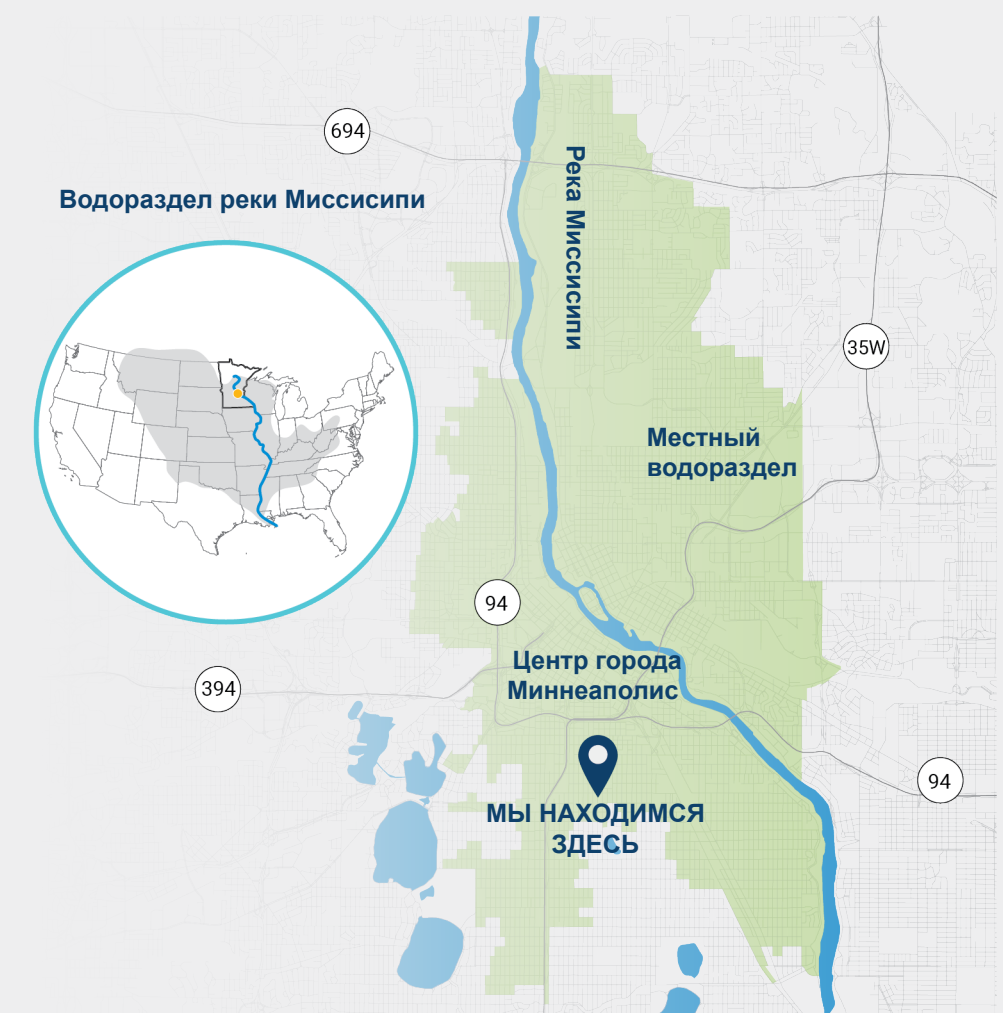 694
Водораздел реки Миссисипи
Река Миссисипи
35W
Местный
водораздел
94
Центр города
Миннеаполис
394
94
МЫ НАХОДИМСЯ
ЗДЕСЬ